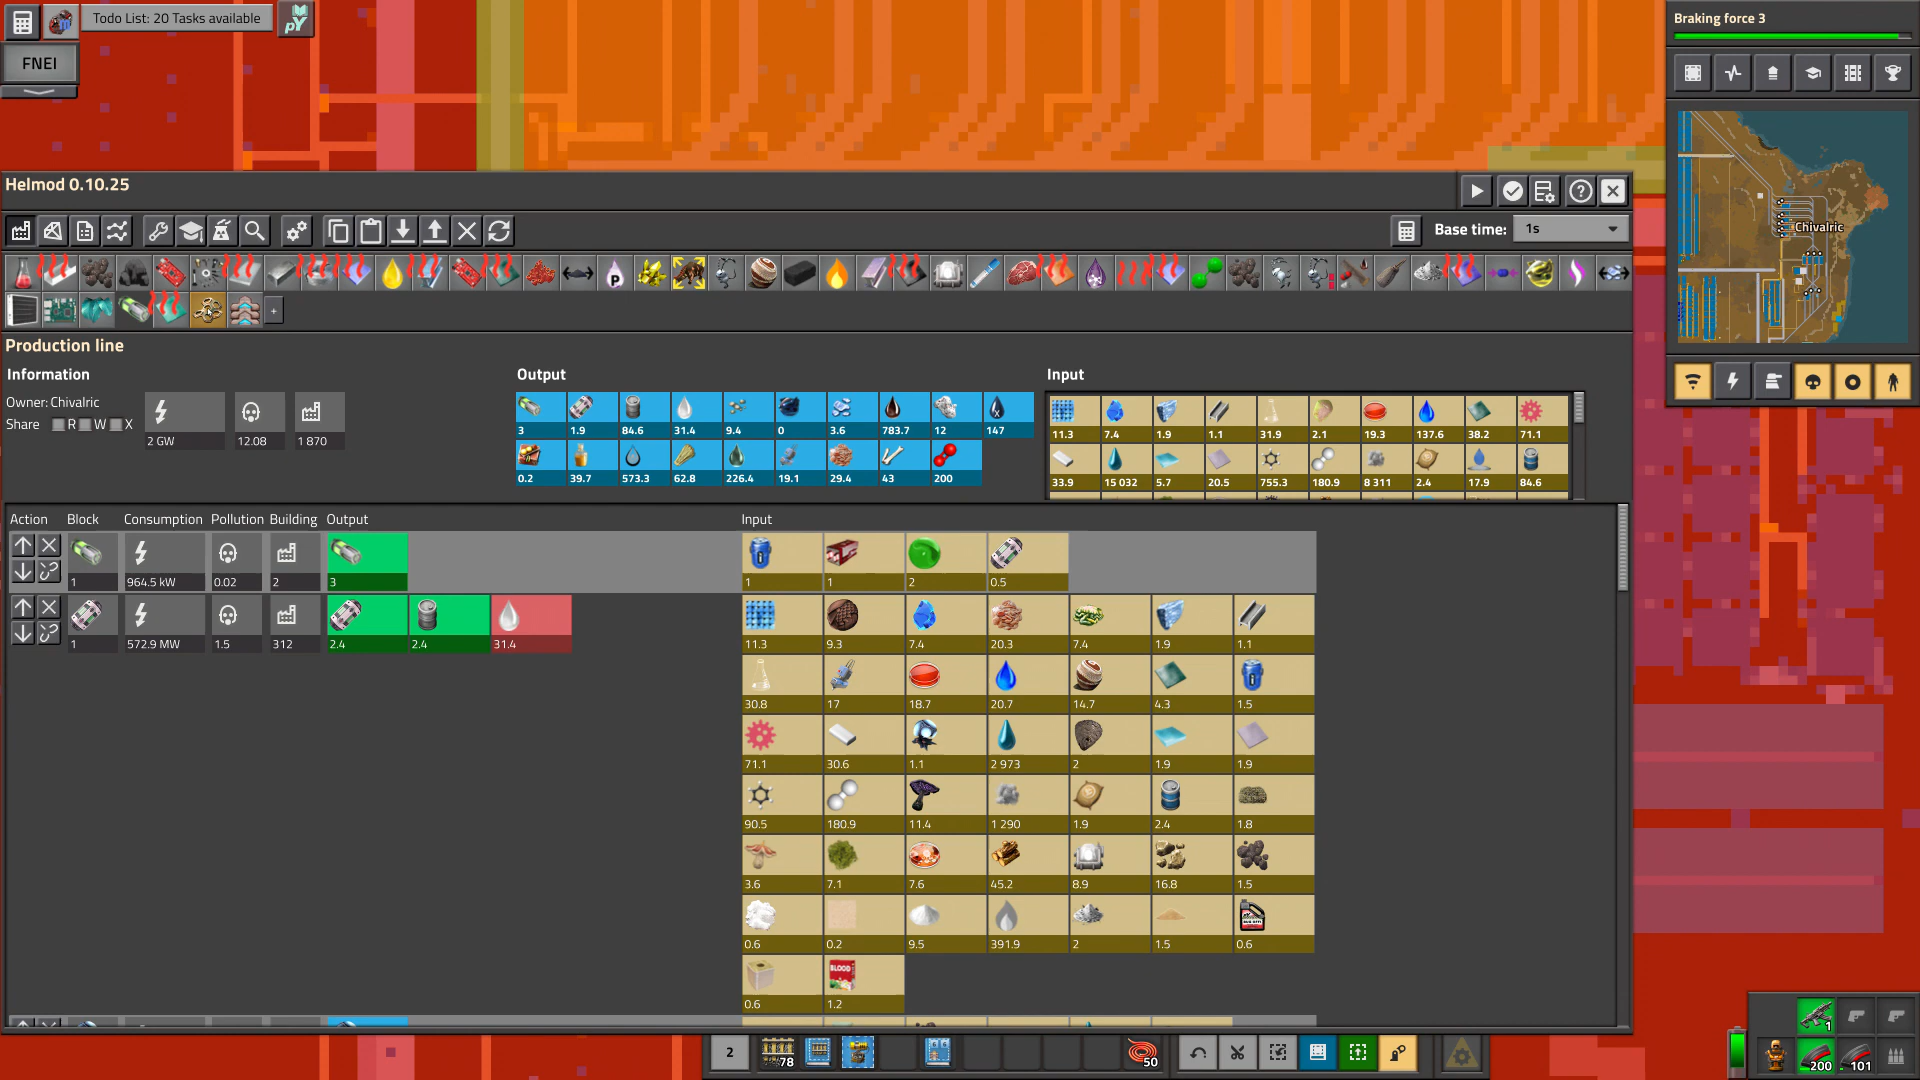 Todo List: 20 Tasks available
pY
FNEI
Braking force 3
Chivalric
Helmod 0.10.25
Base time:
1s
+
Production line
Information
Owner: Chivalric
Share R W X
2 GW
12.08
1 870
Output
3 1.9 84.6 31.4 9.4 0 3.6 783.7 12 147
0.2 39.7 573.3 62.8 226.4 19.1 29.4 43 200
Input
11.3 7.4 1.9 1.1 31.9 2.1 19.3 137.6 38.2 71.1
33.9 15 032 5.7 20.5 755.3 180.9 8 311 2.4 17.9 84.6
Action Block Consumption Pollution Building Output Input
1 964.5 kW 0.02 2 3 1 1 2 0.5
1 572.9 MW 1.5 312 2.4 2.4 31.4 11.3 9.3 7.4 20.3 7.4 1.9 1.1
30.8 17 18.7 20.7 14.7 4.3 1.5
71.1 30.6 1.1 2 973 2 1.9 1.9
90.5 180.9 11.4 1 290 1.9 2.4 1.8
3.6 7.1 7.6 45.2 8.9 16.8 1.5
0.6 0.2 9.5 391.9 2 1.5 0.6
BLOOD
0.6 1.2
2
78
50
1
200
101